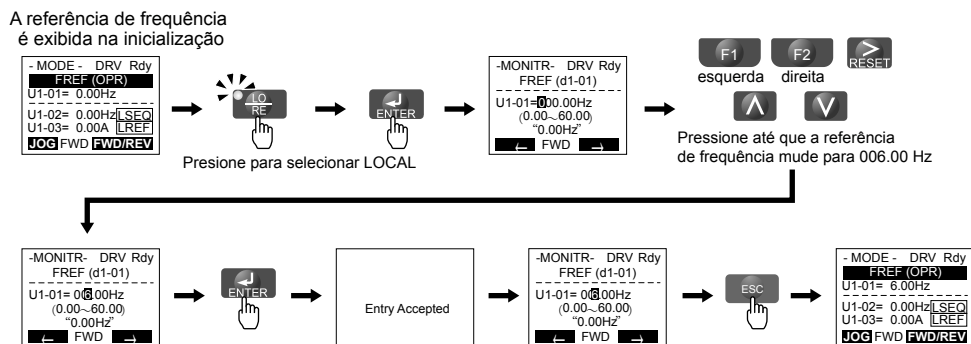 A referência de frequência
é exibida na inicialização
- MODE - DRV Rdy
FREF (OPR)
U1-01= 0.00Hz
U1-02= 0.00Hz LSEQ
U1-03= 0.00A LREF
JOG FWD FWD/REV
LO
RE
Presione para selecionar LOCAL
ENTER
-MONITR- DRV Rdy
FREF (d1-01)
U1-01=000.00Hz
(0.00~60.00)
“0.00Hz”
← FWD →
F1
F2
> RESET
esquerda direita
∧ ∨
Pressione até que a referência
de frequência mude para 006.00 Hz
-MONITR- DRV Rdy
FREF (d1-01)
U1-01= 006.00Hz
(0.00~60.00)
“0.00Hz”
← FWD →
ENTER
Entry Accepted
-MONITR- DRV Rdy
FREF (d1-01)
U1-01= 006.00Hz
(0.00~60.00)
“0.00Hz”
← FWD →
ESC
- MODE - DRV Rdy
FREF (OPR)
U1-01= 6.00Hz
U1-02= 0.00Hz LSEQ
U1-03= 0.00A LREF
JOG FWD FWD/REV